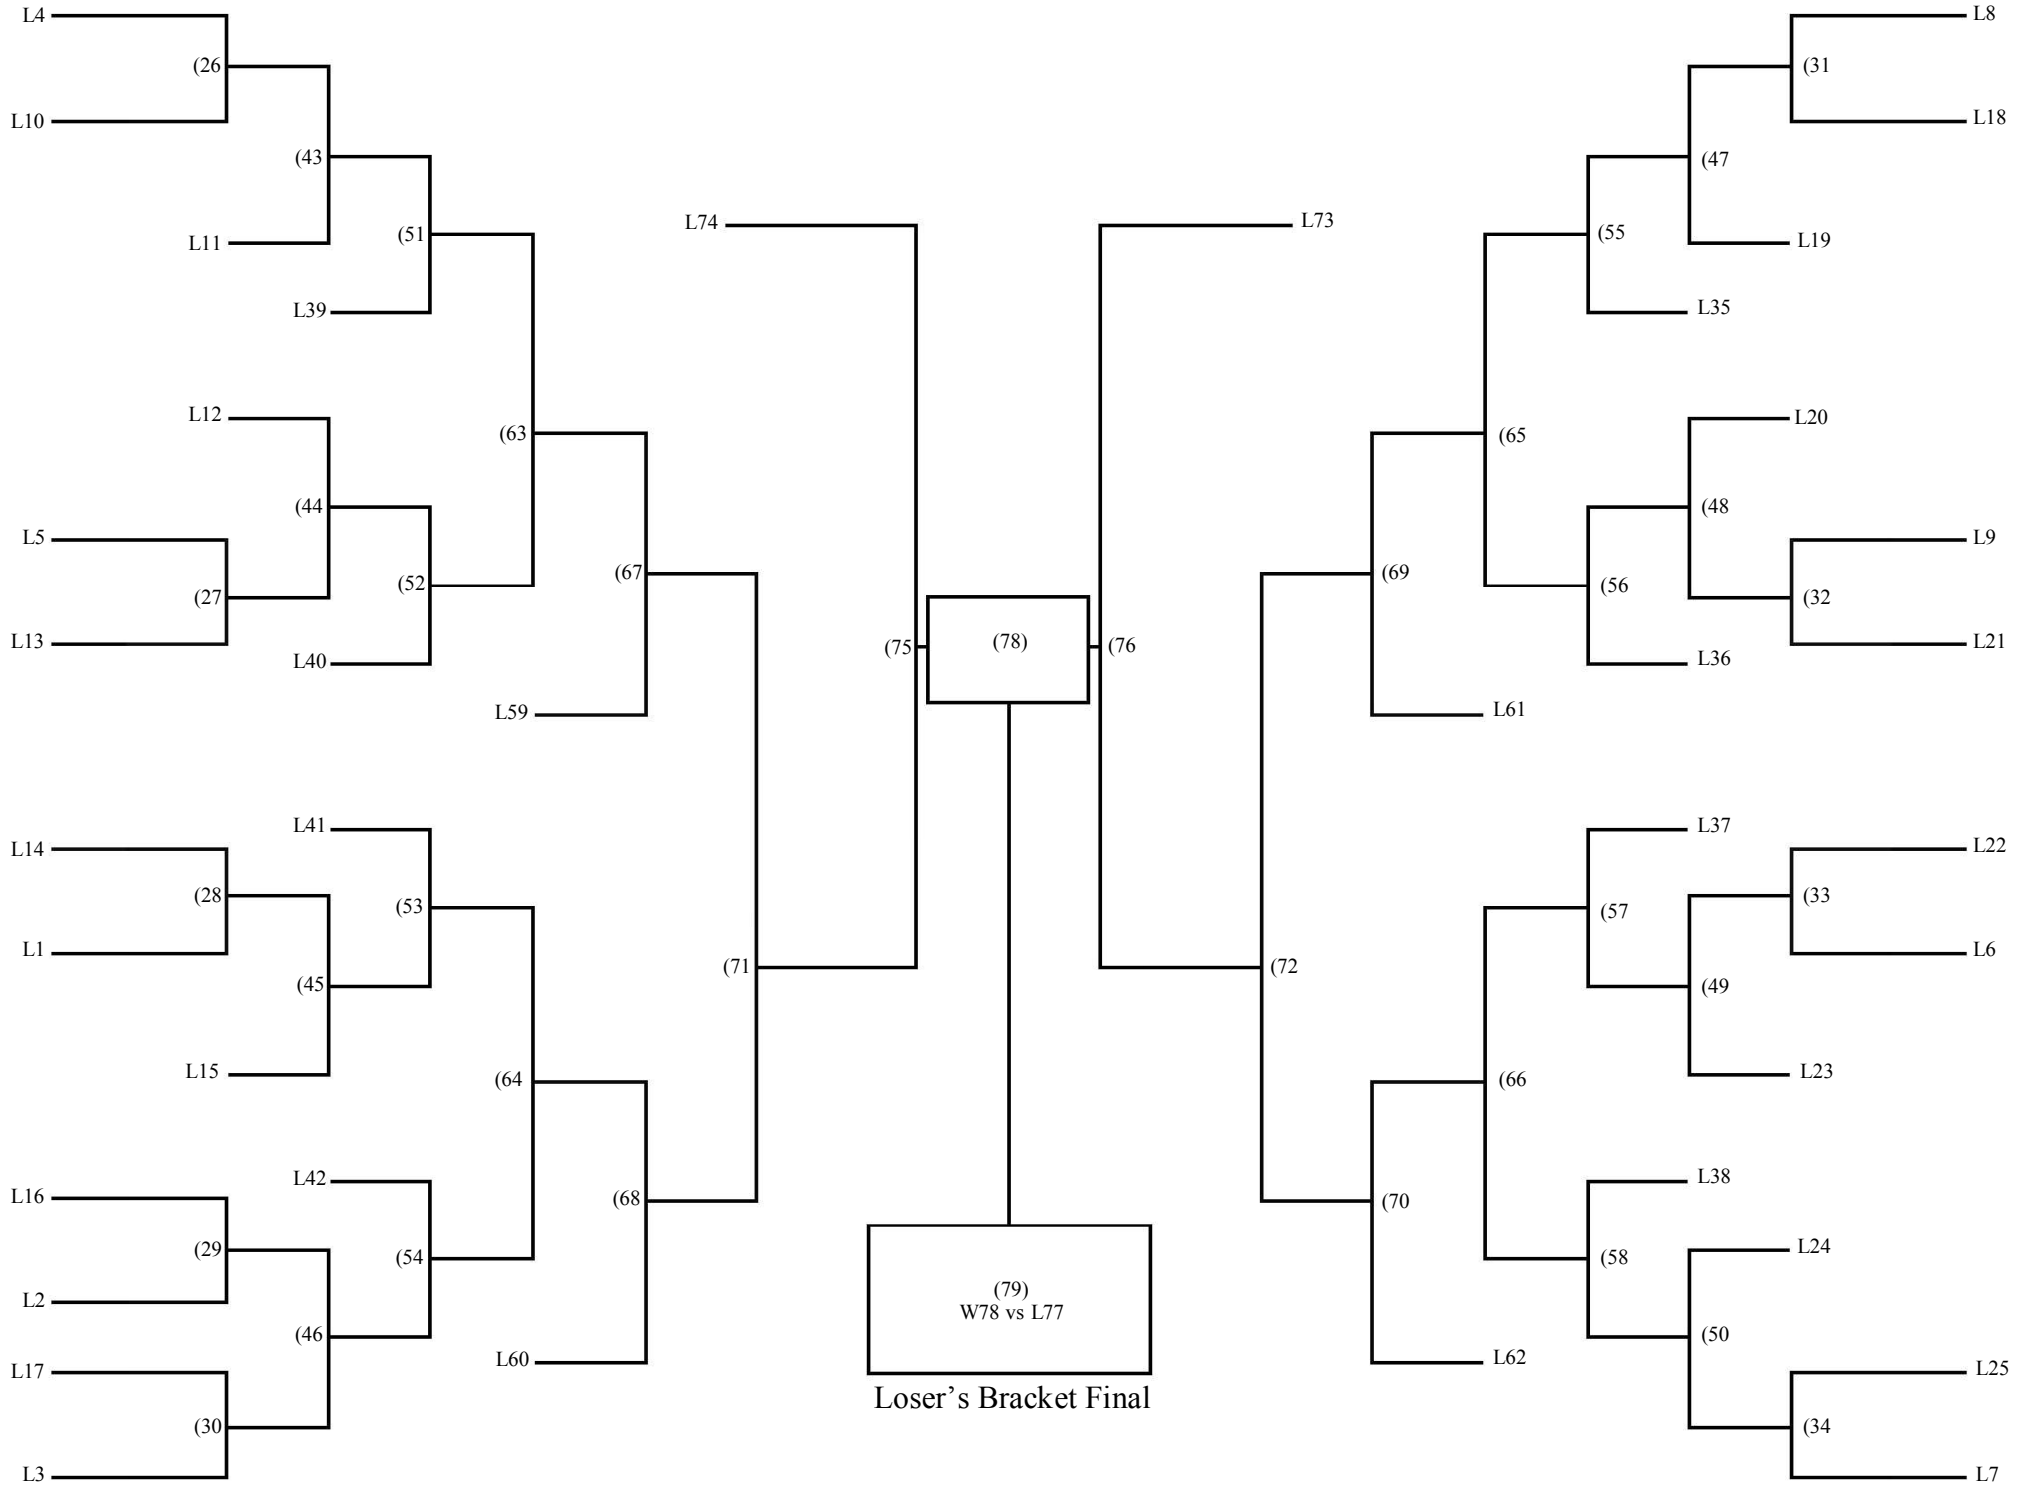 L4
L8
(26
(31
L10
L18
(43
(47
L74
L73
L11
(51
(55
L19
L39
L35
L12
L20
(63
(65
(44
(48
L5
L9
(67
(69
(52
(56
(27
(32
L13
L21
(75
(78)
(76
L40
L36
L59
L61
L41
L37
L14
L22
(28
(33
(53
(57
L1
L6
(71
(72
(45
(49
L15
L23
(64
(66
L42
L38
L16
L24
(68
(70
(29
(54
(58
(79)
W78 vs L77
L2
(46
(50
L60
L62
L17
L25
Loser’s Bracket Final
(30
(34
L3
L7